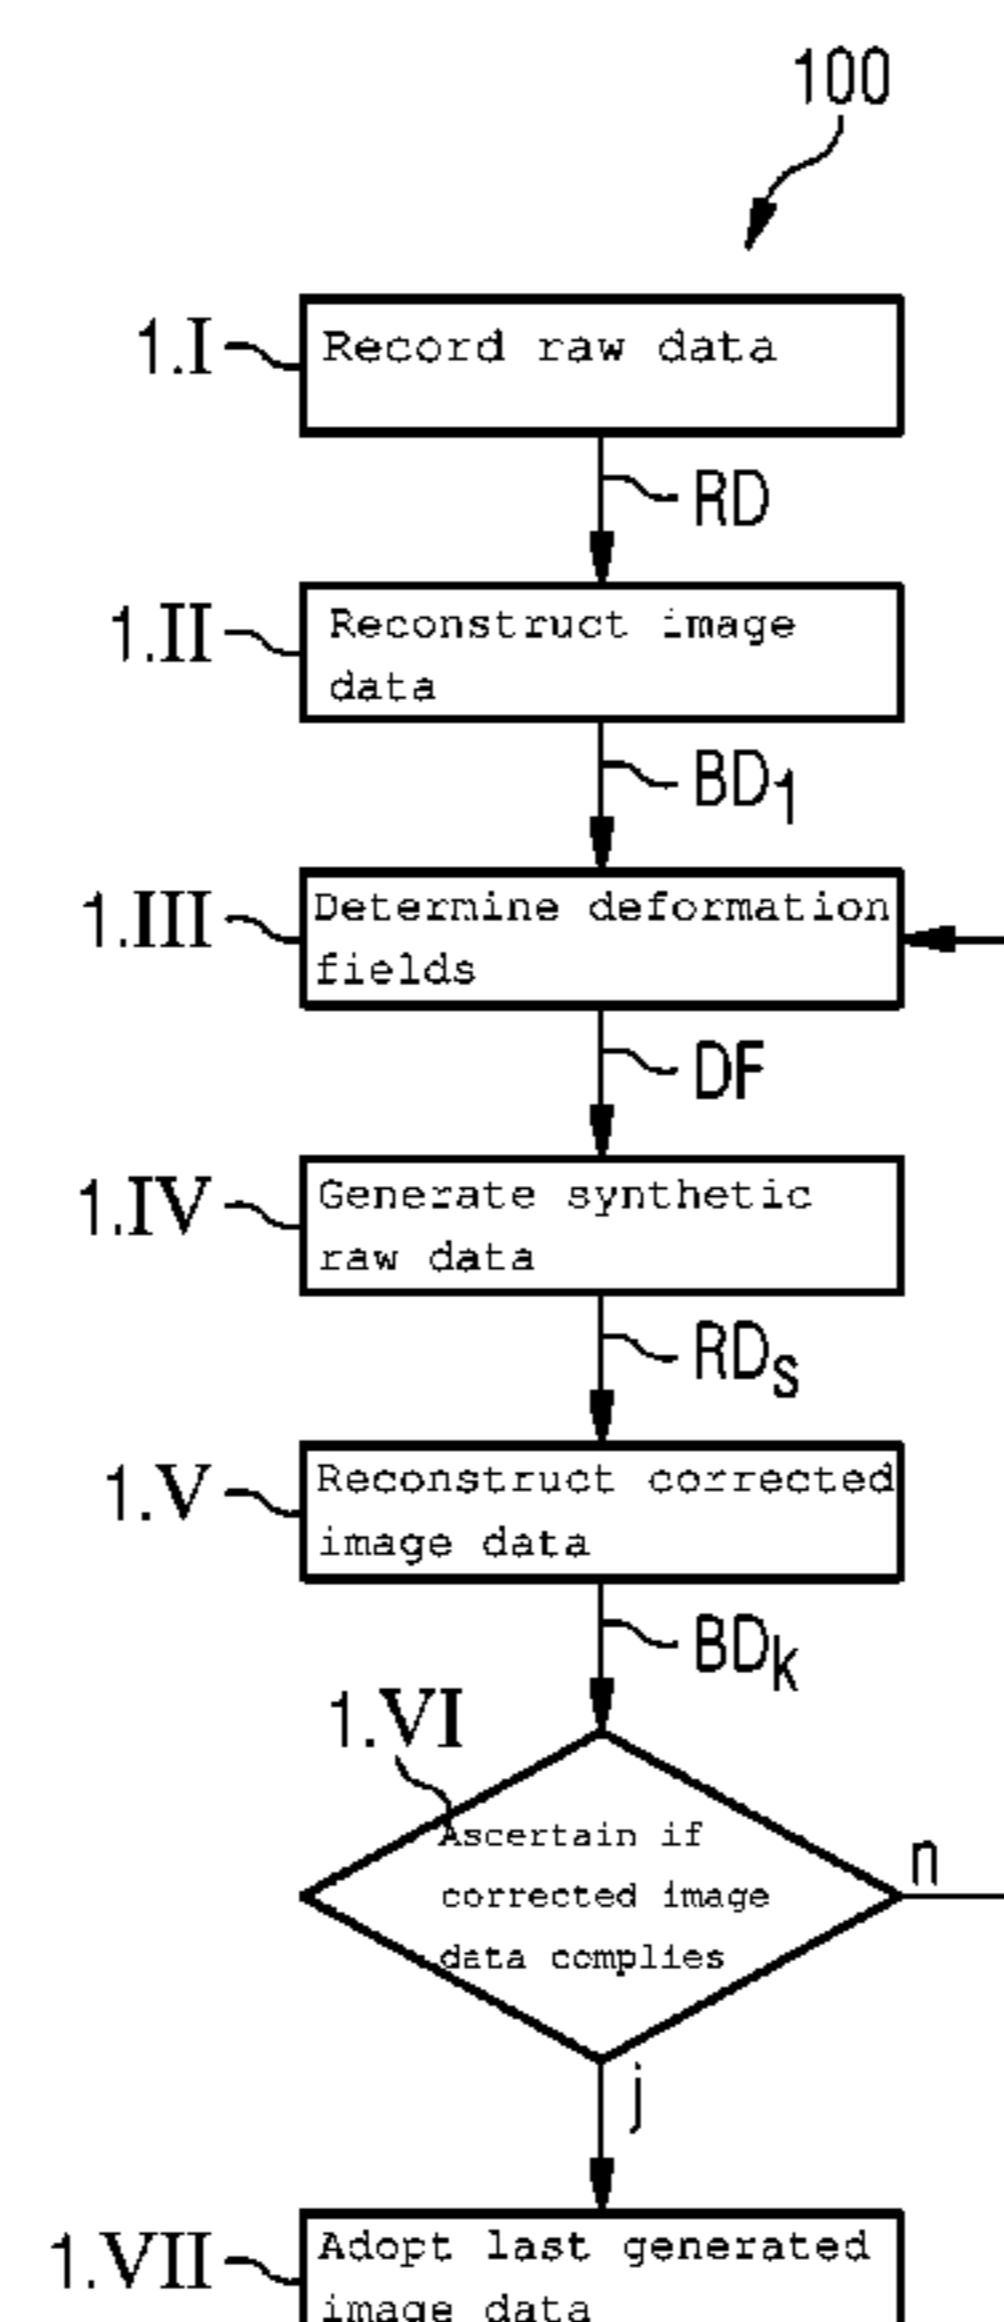 100
1.I
Record raw data
RD
1.II
Reconstruct image
data
BD1
1.III
Determine deformation
fields
DF
1.IV
Generate synthetic
raw data
RDS
1.V
Reconstruct corrected
image data
BDK
1.VI
Ascertain if
corrected image
data complies
n
j
1.VII
Adopt last generated
image data